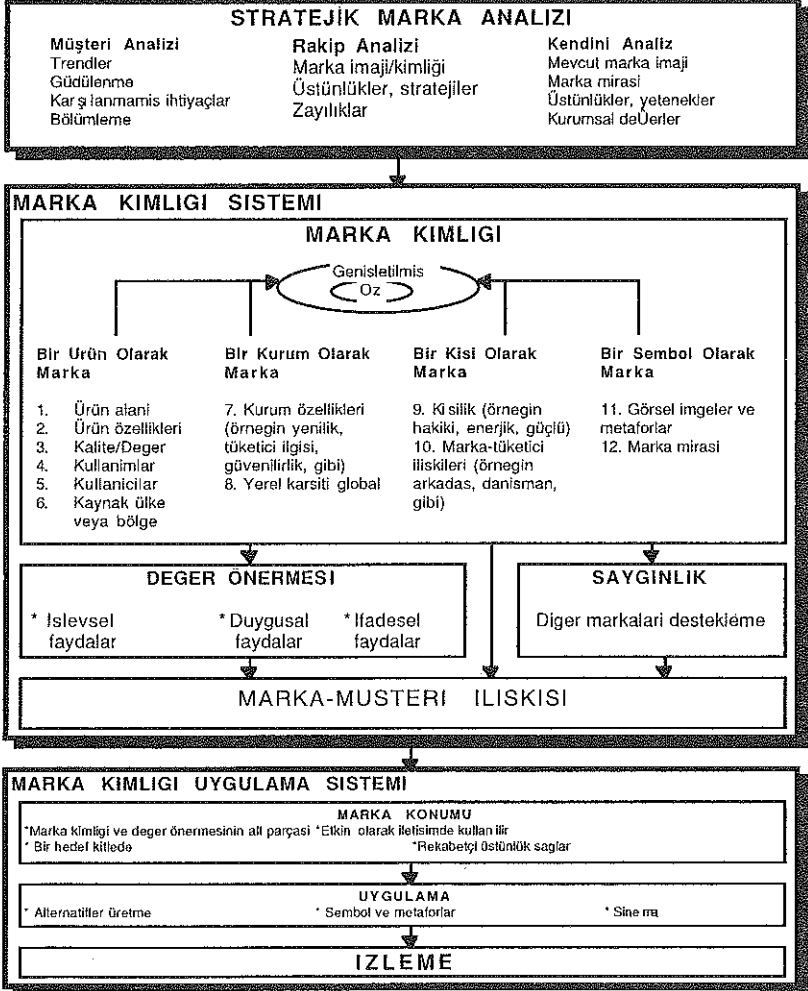 STRATEJİK MARKA ANALIZI
Müşteri Analizi
Trendler
Güdülenme
Karşılanmamis ihtiyaçlar
Bölümleme
Rakip Analizi
Marka imaji/kimliği
Üstünlükler, stratejiler
Zayılıklar
Kendini Analiz
Mevcut marka imaji
Marka mirasi
Üstünlükler, yetenekler
Kurumsal deÜerler
MARKA KIMLIGI SISTEMI
MARKA KIMLIGI
Genisletilmis
Oz
Bir Urün Olarak
Marka
1. Ürün alani
2. Ürün özellikleri
3. Kalite/Deger
4. Kullanimlar
5. Kullanicilar
6. Kaynak ülke
veya bölge
Bir Kurum Olarak
Marka
7. Kurum özellikleri
(örnegin yenilik,
tüketici ilgisi,
güvenilirlik, gibi)
8. Yerel karsiti global
Bir Kisi Olarak
Marka
9. Kisilik (örnegin
hakiki, enerjik, güçlü)
10. Marka-tüketici
iliskileri (örnegin
arkadas, danisman,
gibi)
Bir Sembol Olarak
Marka
11. Görsel imgeler ve
metaforlar
12. Marka mirasi
DEGER ÖNERMESI
* Islevsel
faydalar
* Duygusal
faydalar
* Ifadesel
faydalar
SAYGINLIK
Diger markalari destekleme
MARKA-MUSTERI ILISKISI
MARKA KIMLIGI UYGULAMA SISTEMI
MARKA KONUMU
*Marka kimligi ve deger önermesinin alt parçasi *Etkin olarak iletisimde kullanilir
* Bir hedef kitlede *Rekabetçi üstünlük saglar
UYGULAMA
* Alternatifler üretme * Sembol ve metaforlar * Sinema
IZLEME